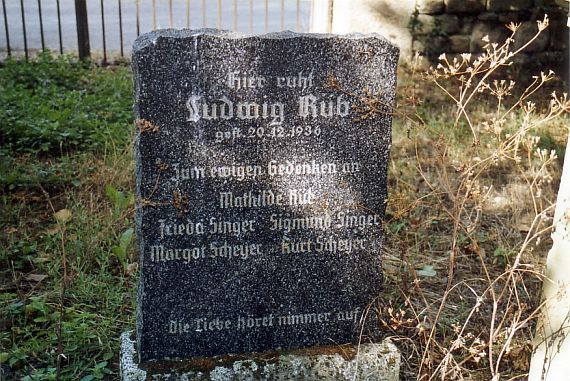 Hier ruht
Ludwig Rub
gest. 20.12.1936
Zum ewigen Gedenken an
Mathilde Rub
Frieda Singer Sigmund Singer
Margot Scheyer Kurt Scheyer
Die Liebe höret nimmer auf